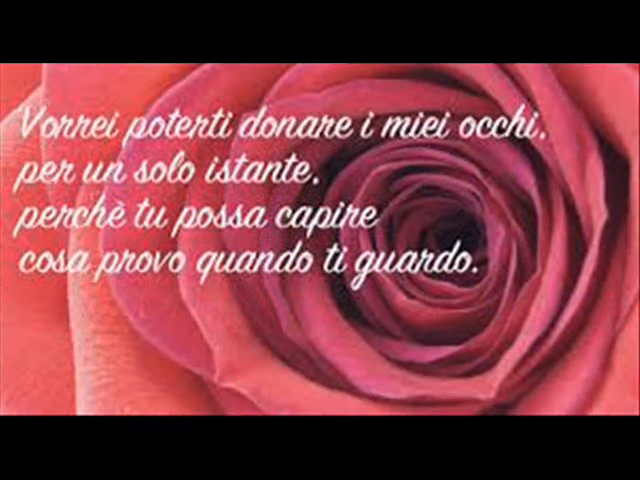 Vorrei poterti donare i miei occhi,
per un solo istante,
perchè tu possa capire
cosa provo quando ti guardo.